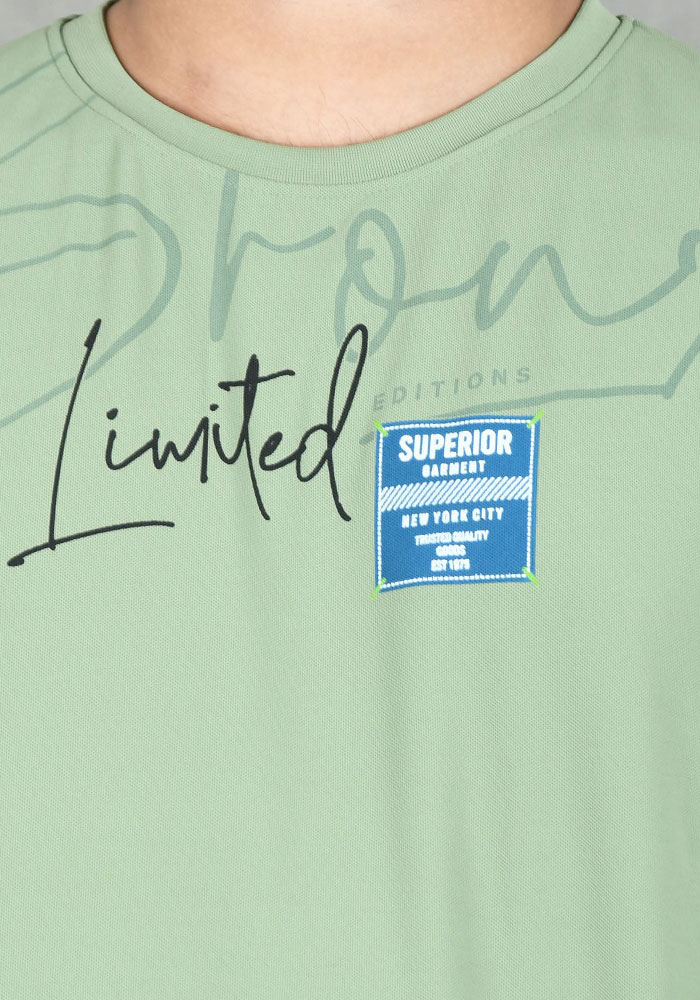 Limited
EDITIONS
SUPERIOR
GARMENT
NEW YORK CITY
TRUSTED QUALITY
GOODS
EST 1975